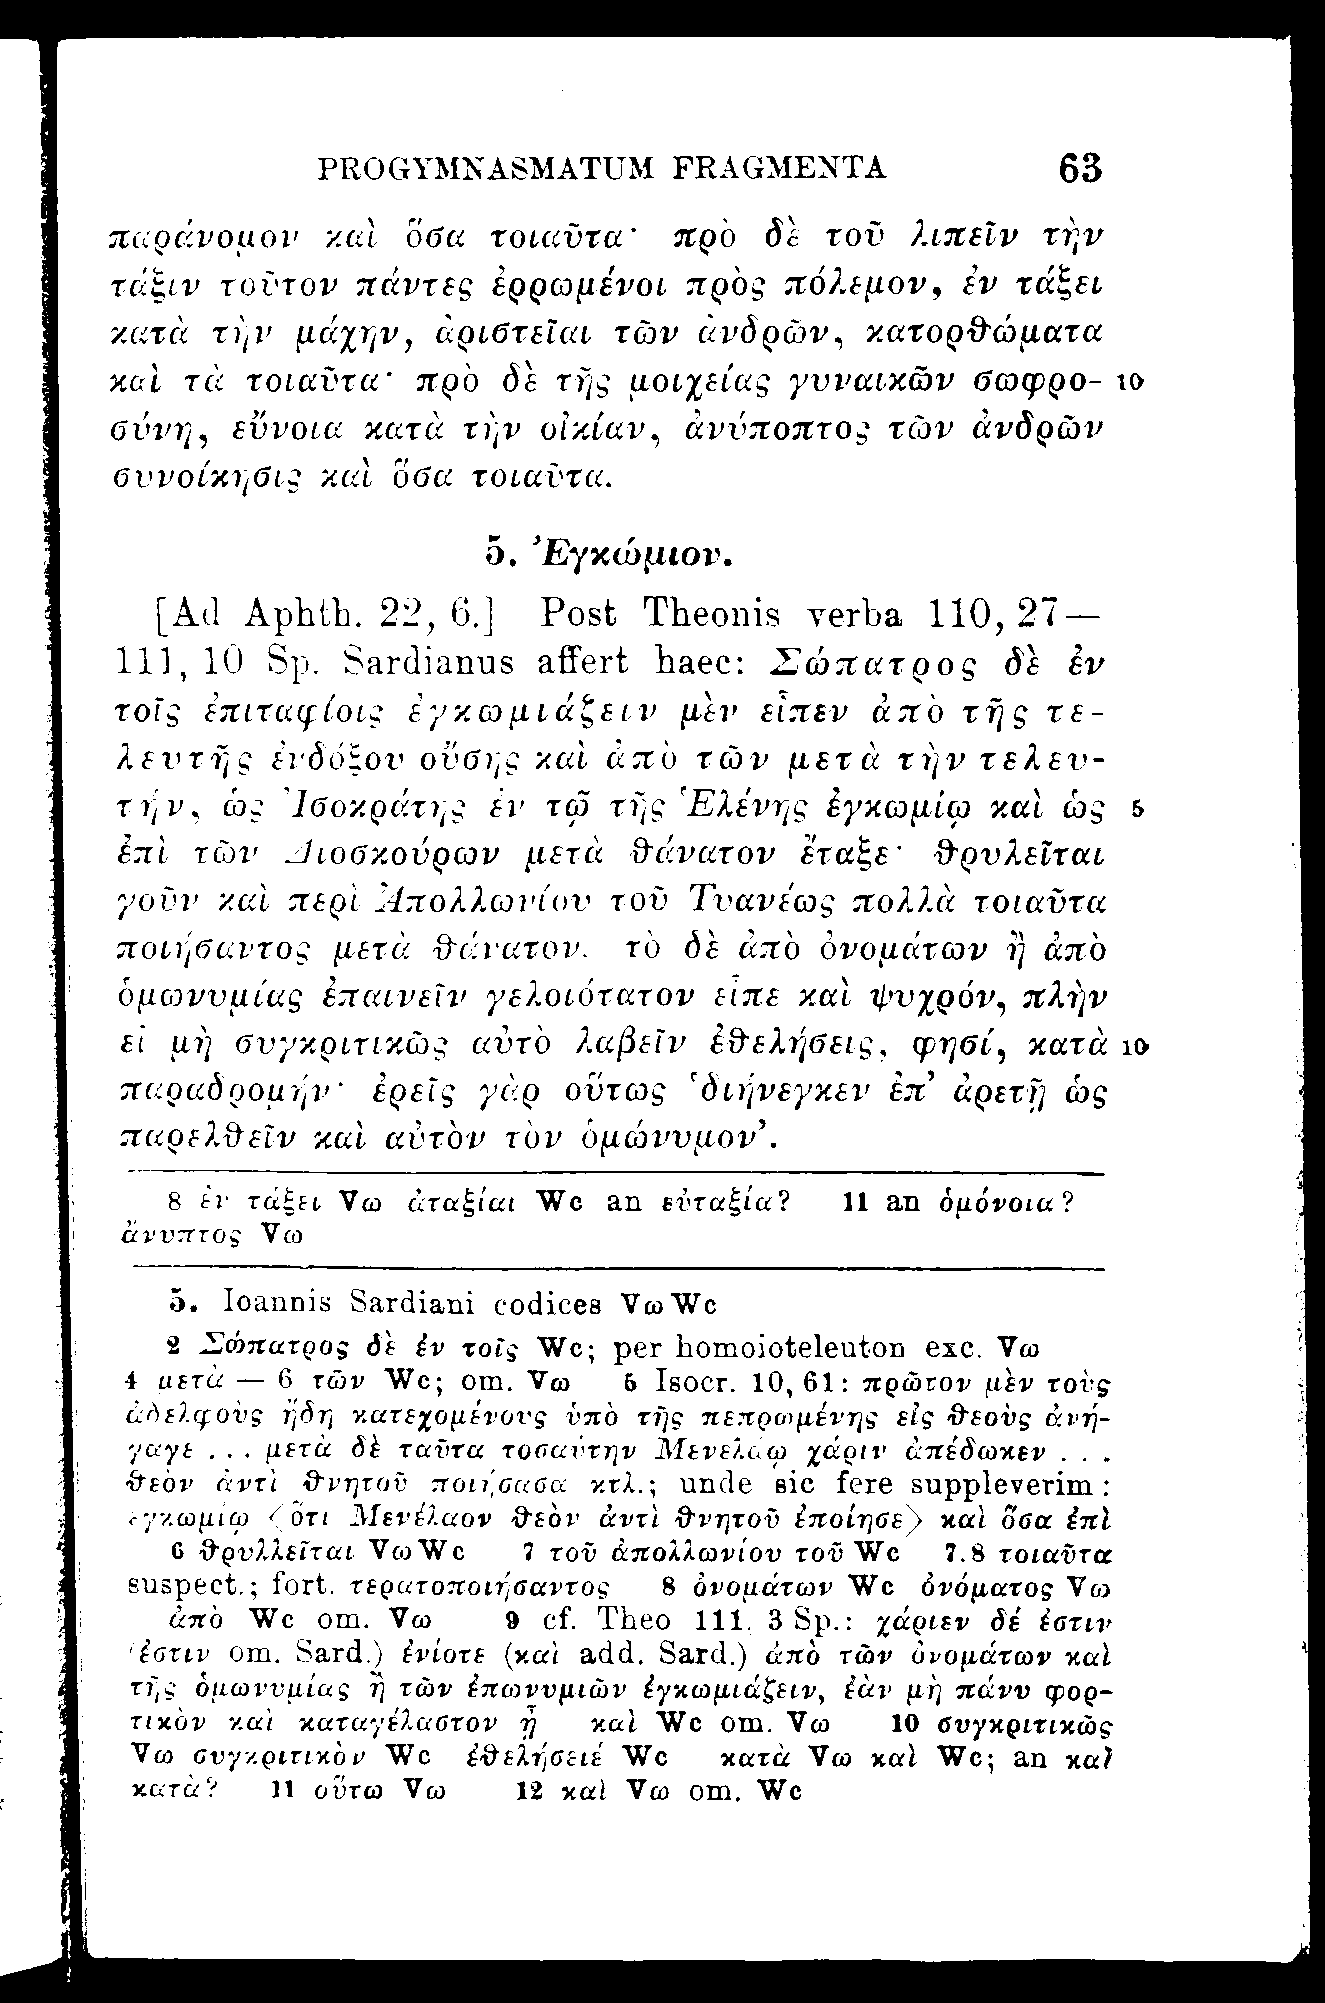 PROGYMNASMATUM FRAGMENTA 63
παράνομον καὶ ὅσα τοιαῦτα· πρὸ δὲ τοῦ λιπεῖν τὴν
τάξιν τοῦτον πάντες ἐρρωμένοι πρὸς πόλεμον, ἐν τάξει
κατὰ τὴν μάχην, ἀριστεῖαι τῶν ἀνδρῶν, κατορθώματα
καὶ τὰ τοιαῦτα· πρὸ δὲ τῆς μοιχείας γυναικῶν σωφρο- 10
σύνη, εὔνοια κατὰ τὴν οἰκίαν, ἀνύποπτος τῶν ἀνδρῶν
συνοίκησις καὶ ὅσα τοιαῦτα.
5. Ἐγκώμιον.
[Ad Aphth. 22, 6.] Post Theonis verba 110, 27—
111, 10 Sp. Sardianus affert haec: Σώπατρος δὲ ἐν
τοῖς ἐπιταφίοις ἐγκωμιάζειν μὲν εἶπεν ἀπὸ τῆς τε-
λευτῆς ἐνδόξου οὔσης καὶ ἀπὸ τῶν μετὰ τὴν τελευ-
τήν, ὡς Ἰσοκράτης ἐν τῷ τῆς Ἑλένης ἐγκωμίῳ καὶ ὡς 5
ἐπὶ τῶν Διοσκούρων μετὰ θάνατον ἔταξε· θρυλεῖται
γοῦν καὶ περὶ Ἀπολλωνίου τοῦ Τυανέως πολλὰ τοιαῦτα
ποιήσαντος μετὰ θάνατον. τὸ δὲ ἀπὸ ὀνομάτων ἢ ἀπὸ
ὁμωνυμίας ἐπαινεῖν γελοιότατον εἶπε καὶ ψυχρόν, πλὴν
εἰ μὴ συγκριτικῶς αὐτὸ λαβεῖν ἐθελήσεις, φησί, κατὰ 10
παραδρομήν· ἐρεῖς γὰρ οὕτως ‛διήνεγκεν ἐπ’ ἀρετῇ ὡς
παρελθεῖν καὶ αὐτὸν τὸν ὁμώνυμον’.
8 ἐν τάξει Vω ἀταξίαι Wc an εὐταξία? 11 an ὁμόνοια?
ἄνυπτος Vω
5. Ioannis Sardiani codices Vω Wc
2 Σώπατρος δὲ ἐν τοῖς Wc; per homoioteleuton exc. Vω
4 μετὰ — 6 τῶν Wc; om. Vω 5 Isocr. 10, 61: πρῶτον μὲν τοὺς
ἀδελφοὺς ἤδη κατεχομένους ὑπὸ τῆς πεπρωμένης εἰς θεοὺς ἀνή-
γαγε . . . μετὰ δὲ ταῦτα τοσαύτην Μενελάῳ χάριν ἀπέδωκεν . . .
θεὸν ἀντὶ θνητοῦ ποιήσασα κτλ.; unde sic fere suppleverim:
ἐγκωμίῳ <ὅτι Μενέλαον θεὸν ἀντὶ θνητοῦ ἐποίησε> καὶ ὅσα ἐπὶ
6 θρυλλεῖται Vω Wc 7 τοῦ ἀπολλωνίου τοῦ Wc 7.8 τοιαῦτα
suspect.; fort. τερατοποιήσαντος 8 ὀνομάτων Wc ὀνόματος Vω
ἀπὸ Wc om. Vω 9 cf. Theo 111, 3 Sp.: χάριεν δέ ἐστιν
(ἐστιν om. Sard.) ἐνίοτε (καὶ add. Sard.) ἀπὸ τῶν ὀνομάτων καὶ
τῆς ὁμωνυμίας ἢ τῶν ἐπωνυμιῶν ἐγκωμιάζειν, ἐὰν μὴ πάνυ φορ-
τικὸν καὶ καταγέλαστον ᾖ καὶ Wc om. Vω 10 συγκριτικῶς
Vω συγκριτικὸν Wc ἐθελήσειέ Wc κατὰ Vω καὶ Wc; an καὶ
κατὰ? 11 οὕτω Vω 12 καὶ Vω om. Wc